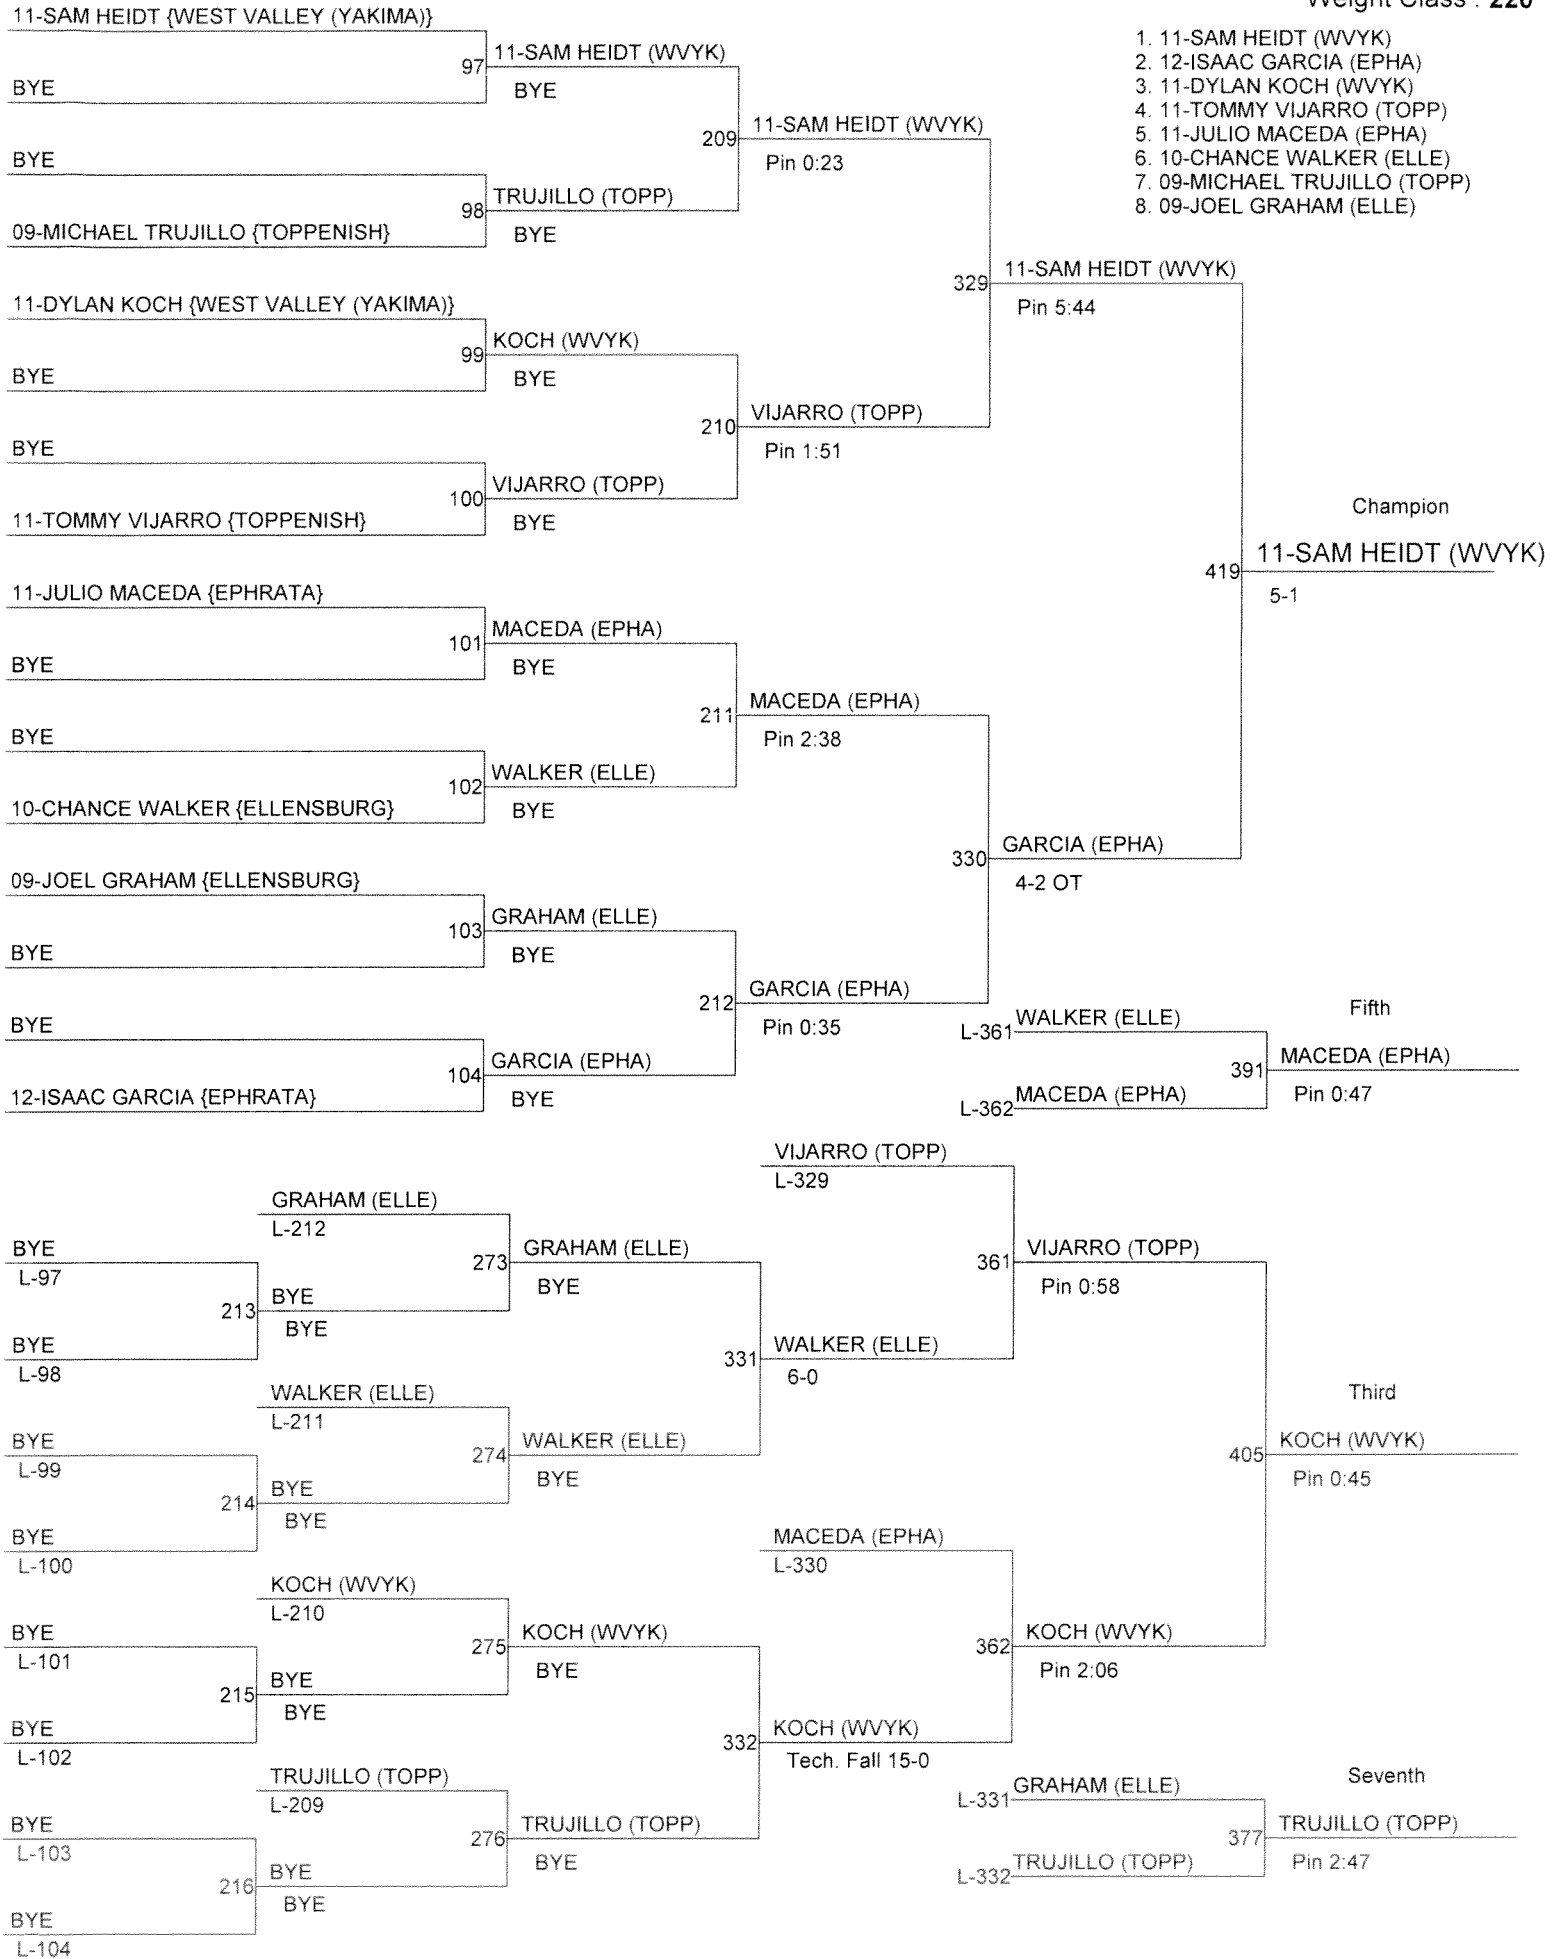 Weight Class : 220
1. 11-SAM HEIDT (WVYK)
2. 12-ISAAC GARCIA (EPHA)
3. 11-DYLAN KOCH (WVYK)
4. 11-TOMMY VIJARRO (TOPP)
5. 11-JULIO MACEDA (EPHA)
6. 10-CHANCE WALKER (ELLE)
7. 09-MICHAEL TRUJILLO (TOPP)
8. 09-JOEL GRAHAM (ELLE)
11-SAM HEIDT {WEST VALLEY (YAKIMA)}
BYE
BYE
09-MICHAEL TRUJILLO {TOPPENISH}
11-DYLAN KOCH {WEST VALLEY (YAKIMA)}
BYE
BYE
11-TOMMY VIJARRO {TOPPENISH}
11-JULIO MACEDA {EPHRATA}
BYE
BYE
10-CHANCE WALKER {ELLENSBURG}
09-JOEL GRAHAM {ELLENSBURG}
BYE
BYE
12-ISAAC GARCIA {EPHRATA}
97 11-SAM HEIDT (WVYK)
BYE
98 TRUJILLO (TOPP)
BYE
99 KOCH (WVYK)
BYE
100 VIJARRO (TOPP)
BYE
101 MACEDA (EPHA)
BYE
102 WALKER (ELLE)
BYE
103 GRAHAM (ELLE)
BYE
104 GARCIA (EPHA)
BYE
209 11-SAM HEIDT (WVYK)
Pin 0:23
210 VIJARRO (TOPP)
Pin 1:51
211 MACEDA (EPHA)
Pin 2:38
212 GARCIA (EPHA)
Pin 0:35
329 11-SAM HEIDT (WVYK)
Pin 5:44
330 GARCIA (EPHA)
4-2 OT
Champion
419 11-SAM HEIDT (WVYK)
5-1
Fifth
L-361 WALKER (ELLE)
L-362 MACEDA (EPHA)
391 MACEDA (EPHA)
Pin 0:47
BYE
L-97
BYE
L-98
BYE
L-99
BYE
L-100
BYE
L-101
BYE
L-102
BYE
L-103
BYE
L-104
GRAHAM (ELLE)
L-212
213 BYE
BYE
WALKER (ELLE)
L-211
214 BYE
BYE
KOCH (WVYK)
L-210
215 BYE
BYE
TRUJILLO (TOPP)
L-209
216 BYE
BYE
273 GRAHAM (ELLE)
BYE
274 WALKER (ELLE)
BYE
275 KOCH (WVYK)
BYE
276 TRUJILLO (TOPP)
BYE
VIJARRO (TOPP)
L-329
331 WALKER (ELLE)
6-0
MACEDA (EPHA)
L-330
332 KOCH (WVYK)
Tech. Fall 15-0
361 VIJARRO (TOPP)
Pin 0:58
362 KOCH (WVYK)
Pin 2:06
Third
405 KOCH (WVYK)
Pin 0:45
Seventh
L-331 GRAHAM (ELLE)
L-332 TRUJILLO (TOPP)
377 TRUJILLO (TOPP)
Pin 2:47